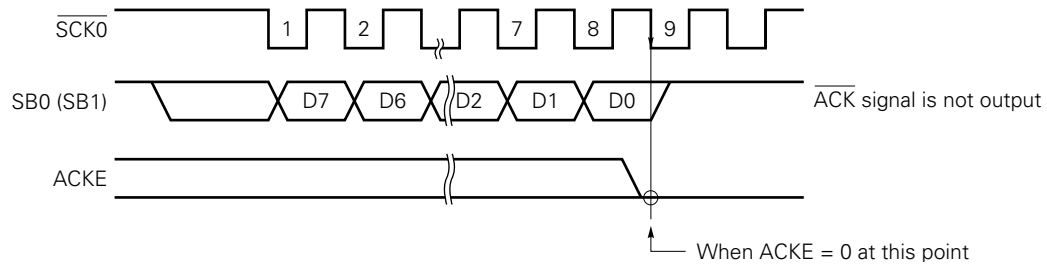 SCK0
1 2 7 8 9
SB0 (SB1) D7 D6 D2 D1 D0 ACK signal is not output
ACKE
When ACKE = 0 at this point